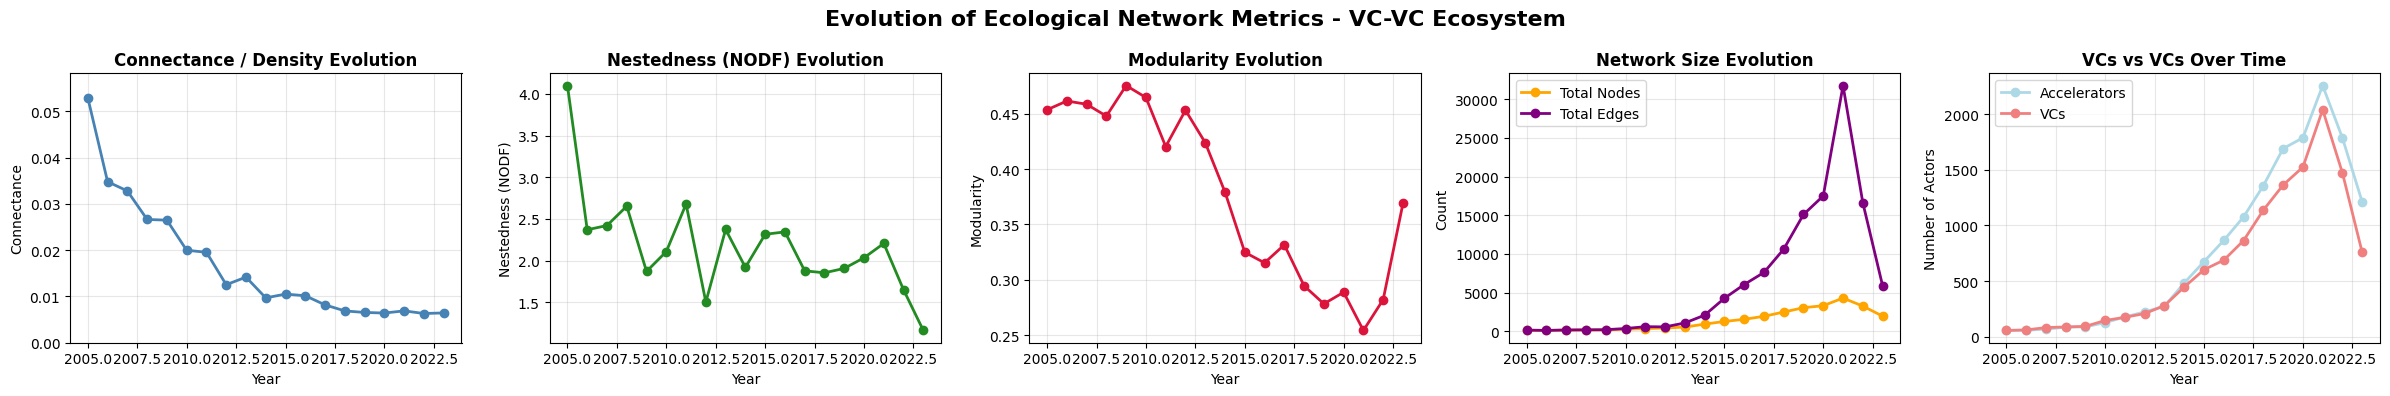 Evolution of Ecological Network Metrics - VC-VC Ecosystem
Connectance / Density Evolution
Connectance
0.05
0.04
0.03
0.02
0.01
0.00
2005.0 2007.5 2010.0 2012.5 2015.0 2017.5 2020.0 2022.5
Year
Nestedness (NODF) Evolution
Nestedness (NODF)
4.0
3.5
3.0
2.5
2.0
1.5
2005.0 2007.5 2010.0 2012.5 2015.0 2017.5 2020.0 2022.5
Year
Modularity Evolution
Modularity
0.45
0.40
0.35
0.30
0.25
2005.0 2007.5 2010.0 2012.5 2015.0 2017.5 2020.0 2022.5
Year
Network Size Evolution
Count
30000
25000
20000
15000
10000
5000
0
Total Nodes
Total Edges
2005.0 2007.5 2010.0 2012.5 2015.0 2017.5 2020.0 2022.5
Year
VCs vs VCs Over Time
Number of Actors
2000
1500
1000
500
0
Accelerators
VCs
2005.0 2007.5 2010.0 2012.5 2015.0 2017.5 2020.0 2022.5
Year